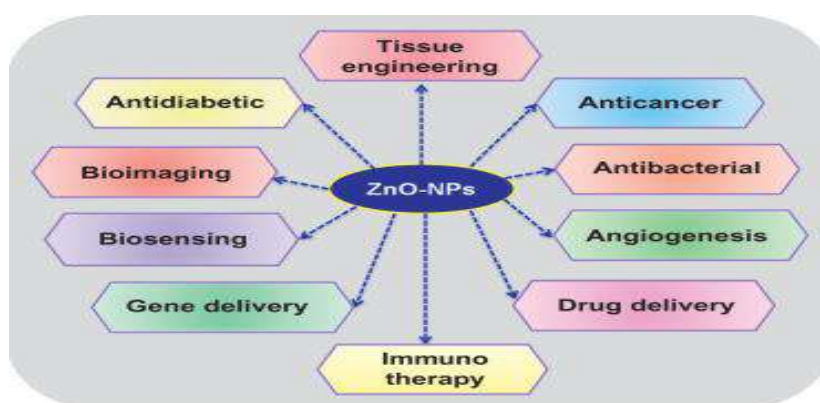 Tissue
engineering
Antidiabetic
Anticancer
Bioimaging
ZnO-NPs
Antibacterial
Biosensing
Angiogenesis
Gene delivery
Drug delivery
Immuno
therapy